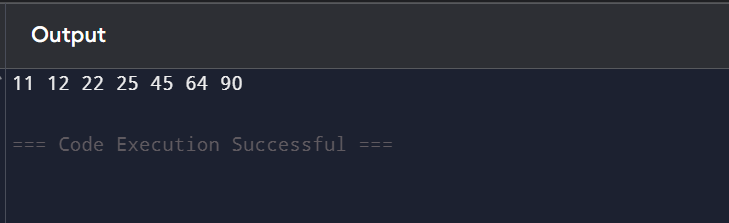 Output
11 12 22 25 45 64 90
=== Code Execution Successful ===